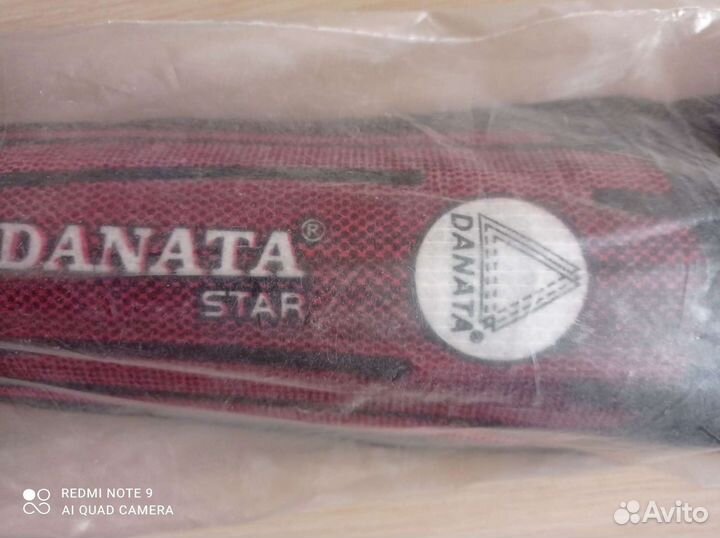 DANATA®
STAR
DANATA®
REDMI NOTE 9
AI QUAD CAMERA
Avito